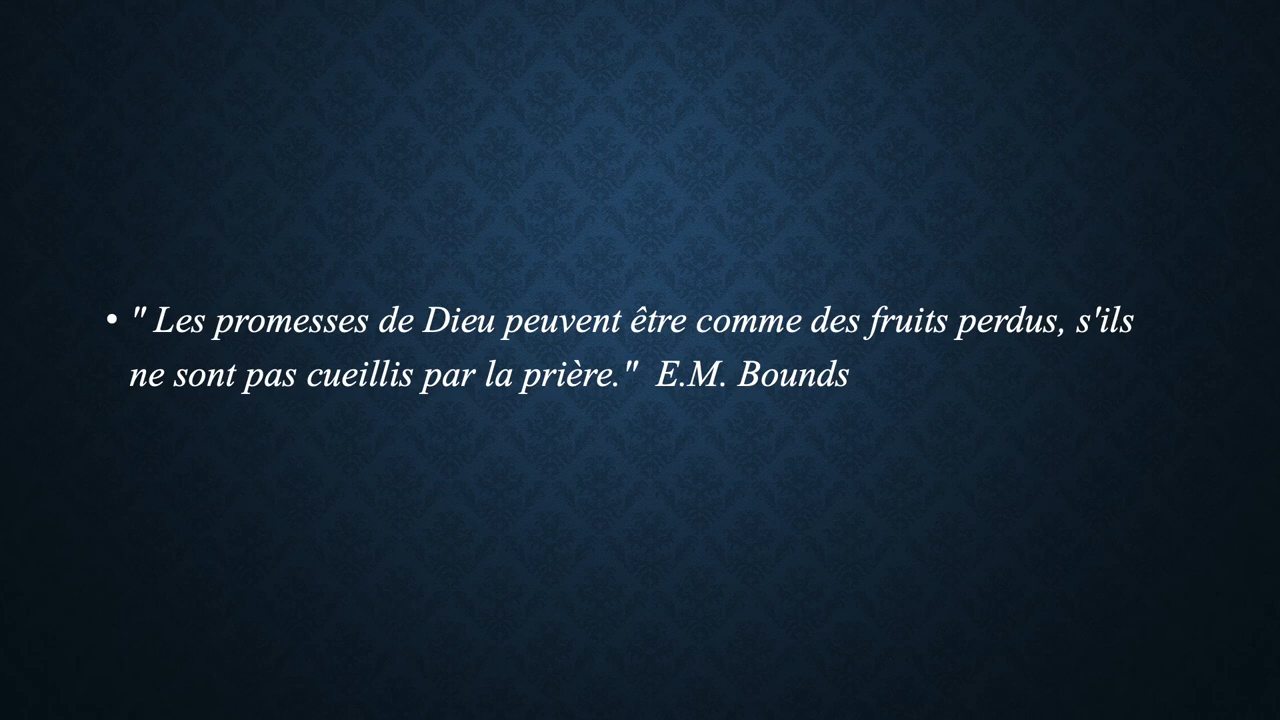 • " Les promesses de Dieu peuvent être comme des fruits perdus, s'ils
ne sont pas cueillis par la prière."  E.M. Bounds